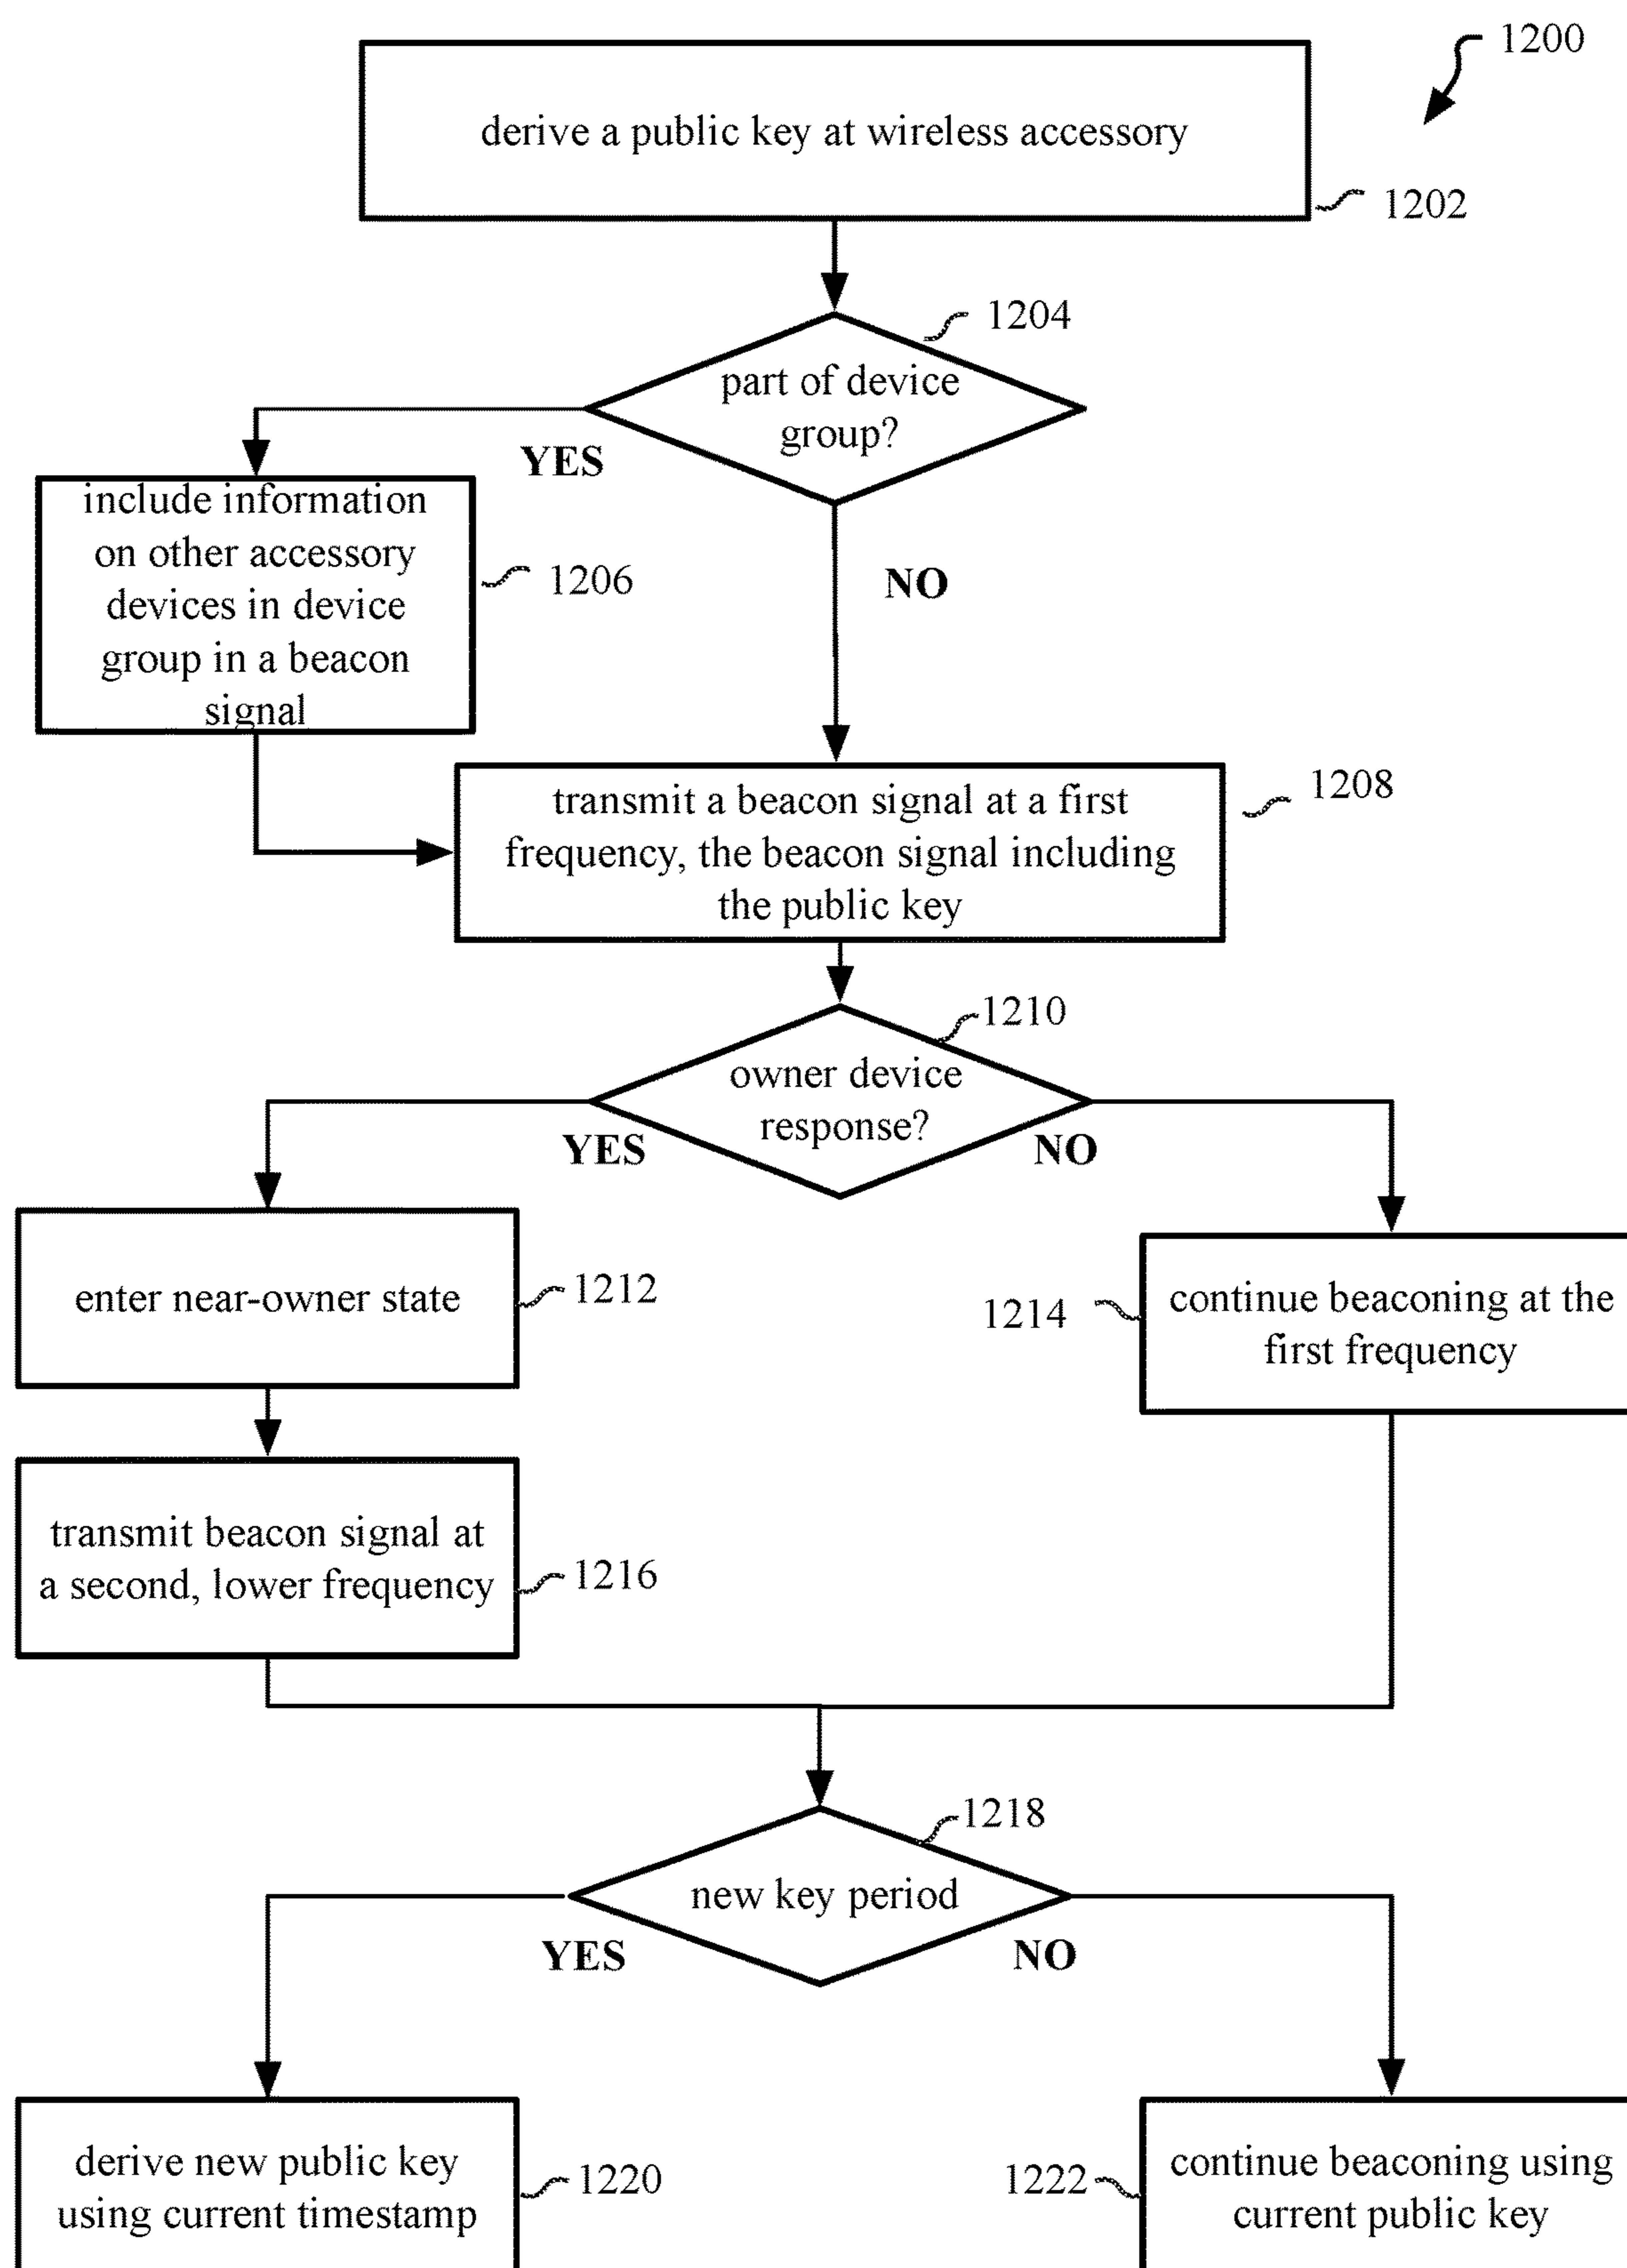 1200
derive a public key at wireless accessory
1202
1204
part of device
group?
YES
NO
include information
on other accessory
devices in device
group in a beacon
signal
1206
transmit a beacon signal at a first
frequency, the beacon signal including
the public key
1208
1210
owner device
response?
YES
NO
enter near-owner state
1212
1214
continue beaconing at the
first frequency
transmit beacon signal at
a second, lower frequency
1216
1218
new key period
YES
NO
derive new public key
using current timestamp
1220
1222
continue beaconing using
current public key